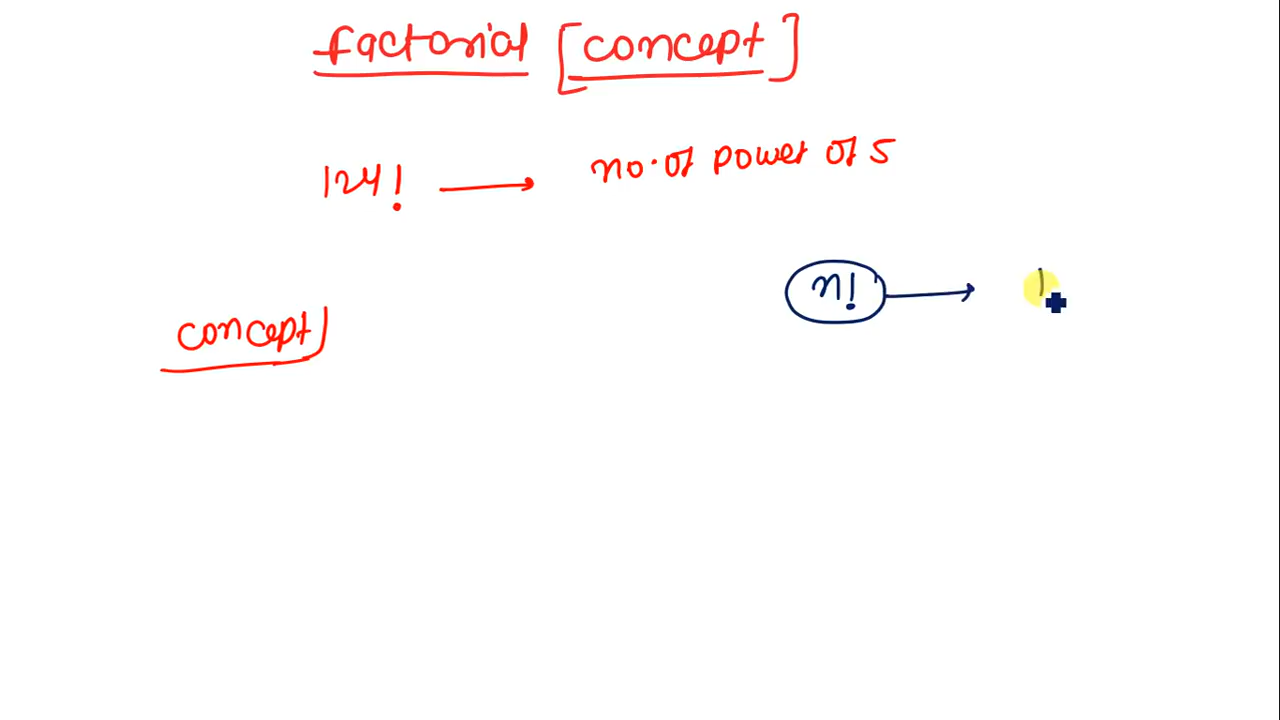 factorial [concept]
124! → no. of power of 5
n! →
concept